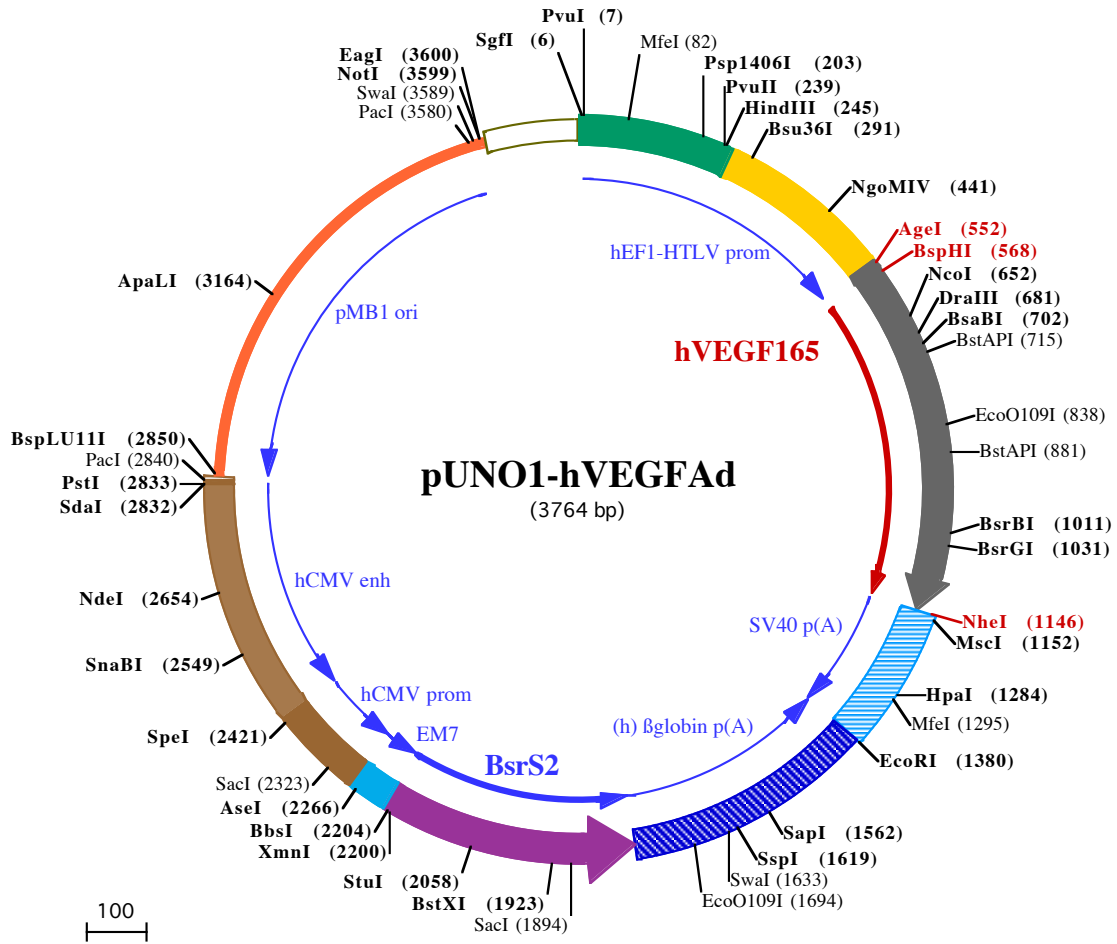 PvuI (7)
SgfI (6)
MfeI (82)
Psp1406I (203)
PvuII (239)
HindIII (245)
Bsu36I (291)
NgoMIV (441)
AgeI (552)
BspHI (568)
NcoI (652)
DraIII (681)
BsaBI (702)
BstAPI (715)
EcoO109I (838)
BstAPI (881)
BsrBI (1011)
BsrGI (1031)
NheI (1146)
MscI (1152)
HpaI (1284)
MfeI (1295)
EcoRI (1380)
SapI (1562)
SspI (1619)
SwaI (1633)
EcoO109I (1694)
SacI (1894)
BstXI (1923)
StuI (2058)
XmnI (2200)
BbsI (2204)
AseI (2266)
SacI (2323)
SpeI (2421)
SnaBI (2549)
NdeI (2654)
SdaI (2832)
PstI (2833)
PacI (2840)
BspLU11I (2850)
ApaLI (3164)
PacI (3580)
SwaI (3589)
NotI (3599)
EagI (3600)
hEF1-HTLV prom
hVEGF165
SV40 p(A)
(h) ßglobin p(A)
BsrS2
EM7
hCMV prom
hCMV enh
pMB1 ori
pUNO1-hVEGFAd
(3764 bp)
100